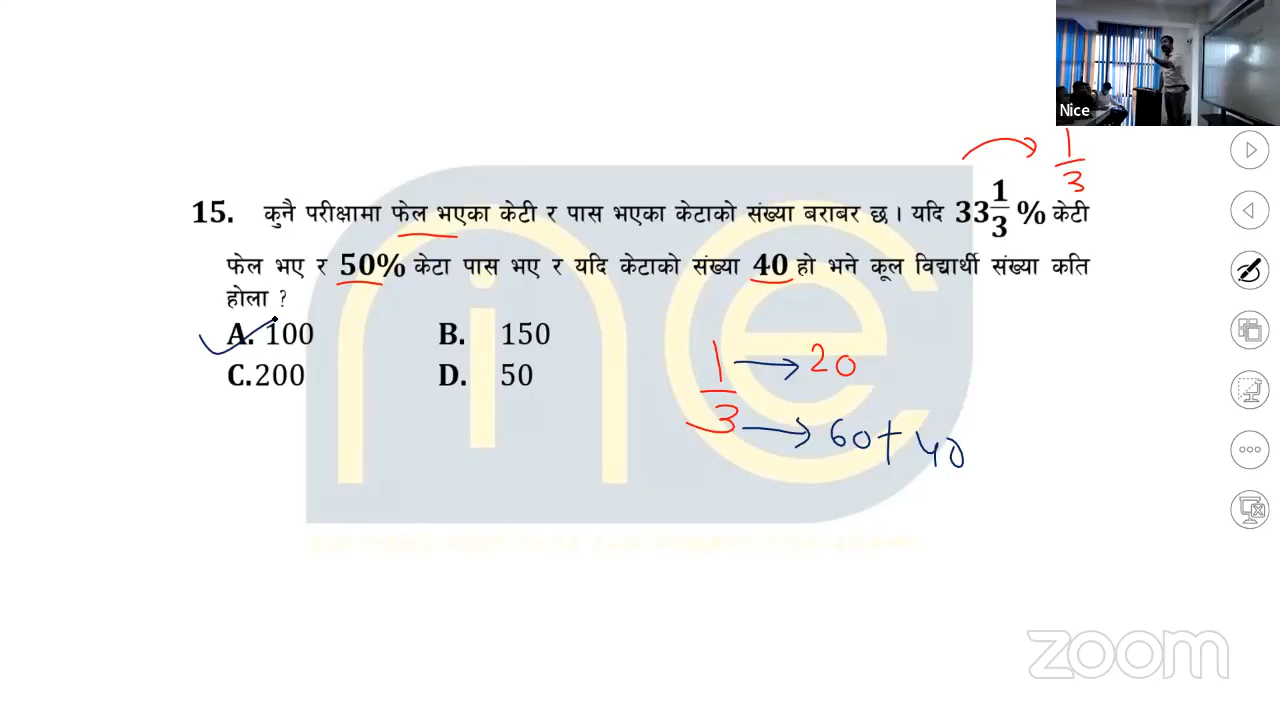 Nice
1/3
15. कुनै परीक्षामा फेल भएका केटी र पास भएका केटाको संख्या बराबर छ। यदि 33 1/3 % केटी
फेल भए र 50% केटा पास भए र यदि केटाको संख्या 40 हो भने कूल विद्यार्थी संख्या कति
होला ?
A. 100 B. 150
C.200 D. 50
1/3 → 20
→ 60+40
zoom